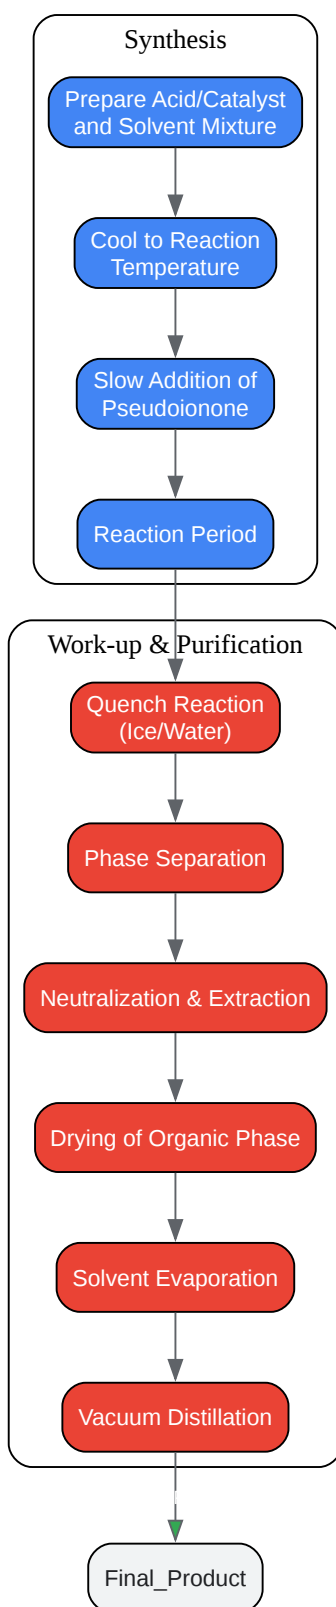 Synthesis
Prepare Acid/Catalyst
and Solvent Mixture
Cool to Reaction
Temperature
Slow Addition of
Pseudoionone
Reaction Period
Work-up & Purification
Quench Reaction
(Ice/Water)
Phase Separation
Neutralization & Extraction
Drying of Organic Phase
Solvent Evaporation
Vacuum Distillation
Final_Product